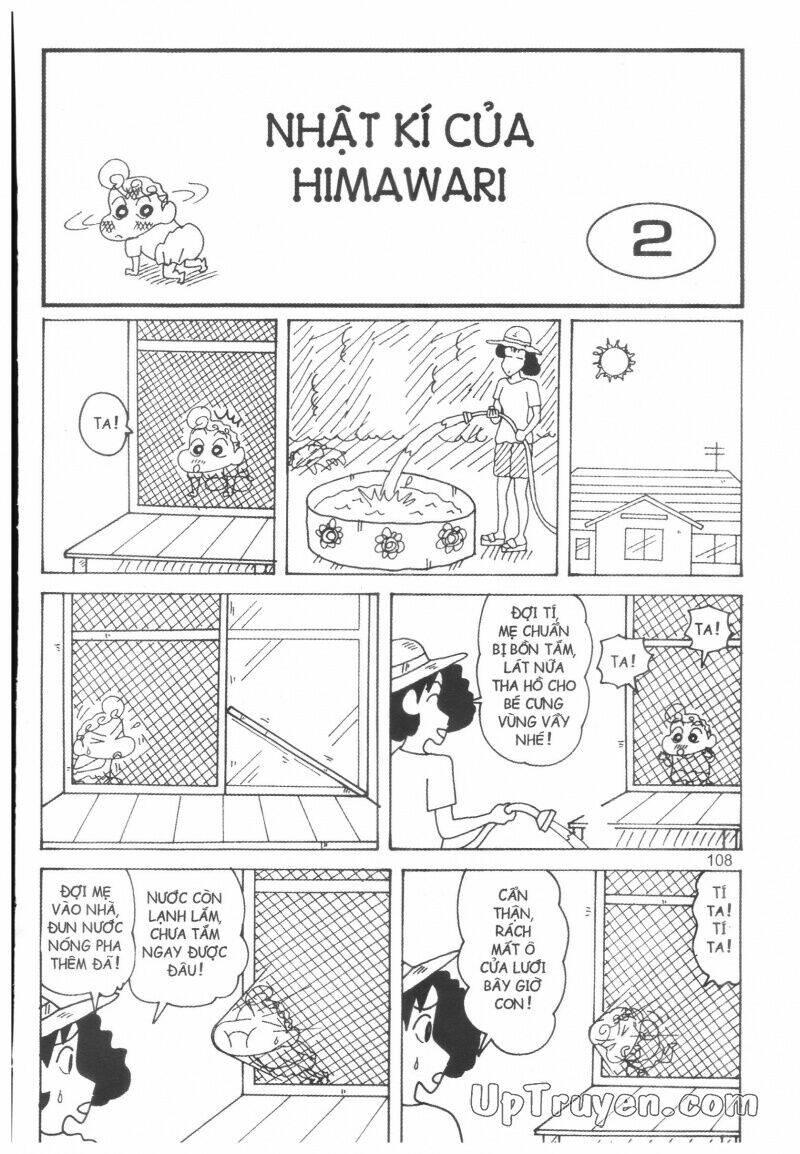 NHẬT KÍ CỦA
HIMAWARI
2
TA!
TA!
TA!
ĐỢI TÍ,
MẸ CHUẨN
BỊ BỒN TẮM,
LÁT NỮA
THA HỒ CHO
BÉ CƯNG
VÙNG VẪY
NHÉ!
108
TÍ
TA!
TÍ
TA!
CẨN
THẬN,
RÁCH
MẤT Ô
CỬA LƯỚI
BÂY GIỜ
CON!
NƯỚC CÒN
LẠNH LẮM,
CHƯA TẮM
NGAY ĐƯỢC
ĐÂU!
ĐỢI MẸ
VÀO NHÀ,
ĐUN NƯỚC
NÓNG PHA
THÊM ĐÃ!
UpTruyen.com